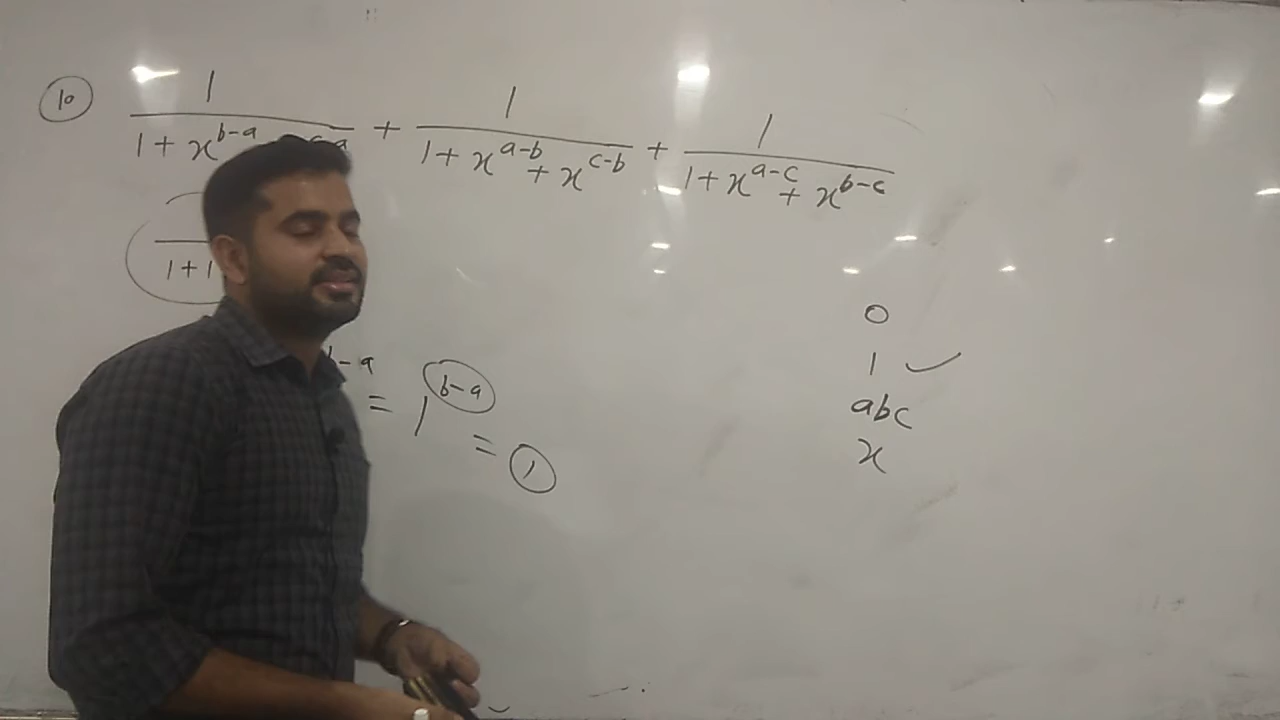 10
1 / 1 + x^{b-a} c-a + 1 / 1 + x^{a-b} + x^{c-b} + 1 / 1 + x^{a-c} + x^{b-c}
1 + 1
0
1 ✓
- a = 1^{b-a} = 1
abc
x